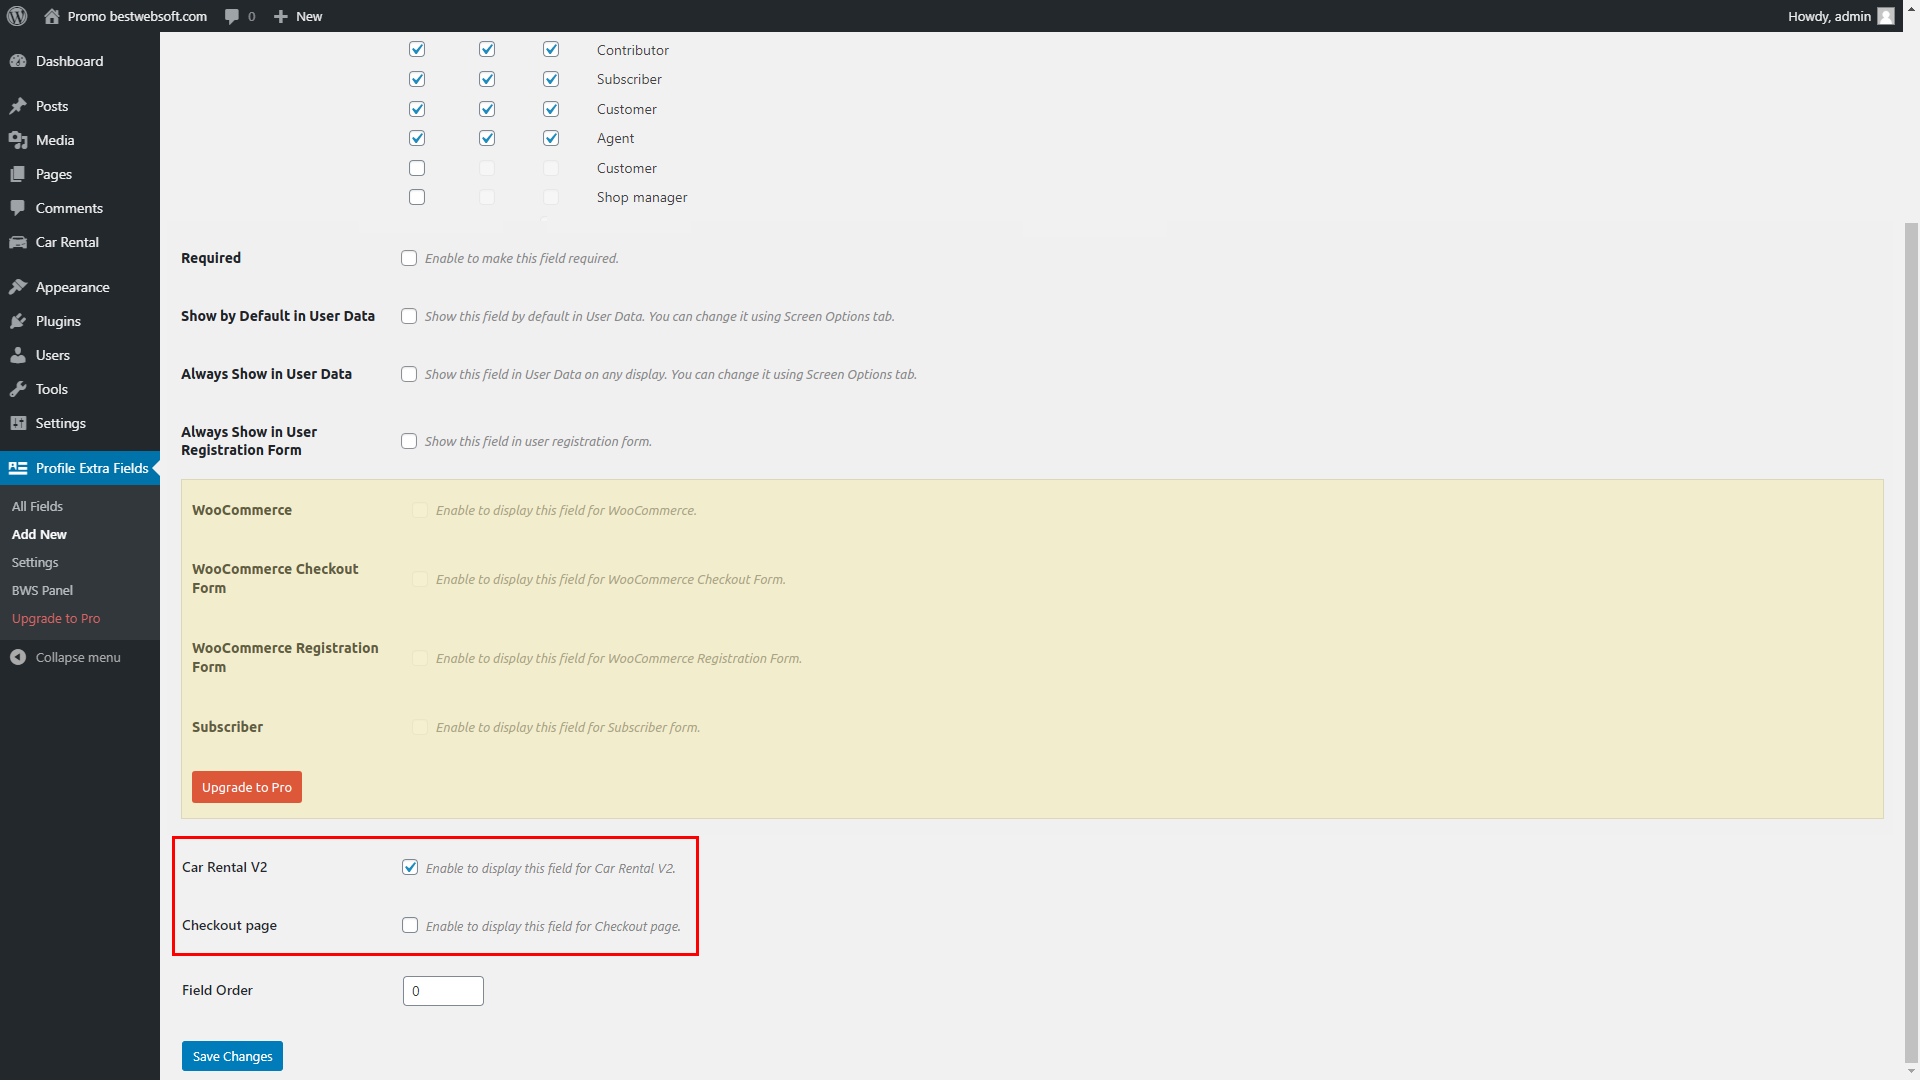 Promo bestwebsoft.com
0
New
Howdy, admin
Dashboard
Posts
Media
Pages
Comments
Car Rental
Appearance
Plugins
Users
Tools
Settings
Profile Extra Fields
All Fields
Add New
Settings
BWS Panel
Upgrade to Pro
Collapse menu
Contributor
Subscriber
Customer
Agent
Customer
Shop manager
Required
Enable to make this field required.
Show by Default in User Data
Show this field by default in User Data. You can change it using Screen Options tab.
Always Show in User Data
Show this field in User Data on any display. You can change it using Screen Options tab.
Always Show in User
Registration Form
Show this field in user registration form.
WooCommerce
Enable to display this field for WooCommerce.
WooCommerce Checkout
Form
Enable to display this field for WooCommerce Checkout Form.
WooCommerce Registration
Form
Enable to display this field for WooCommerce Registration Form.
Subscriber
Enable to display this field for Subscriber form.
Upgrade to Pro
Car Rental V2
Enable to display this field for Car Rental V2.
Checkout page
Enable to display this field for Checkout page.
Field Order
0
Save Changes